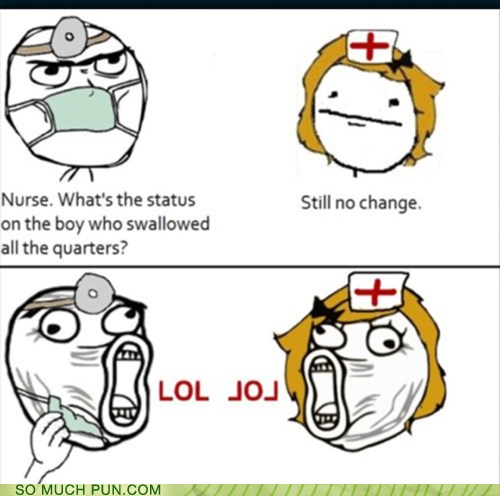 Nurse. What's the status
on the boy who swallowed
all the quarters?
Still no change.
LOL LOL
SO MUCH PUN.COM